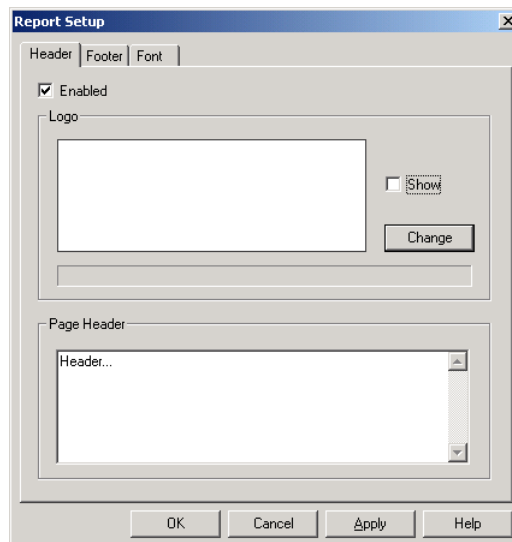 Report Setup
Header Footer Font
Enabled
Logo
Show
Change
Page Header
Header...
OK Cancel Apply Help